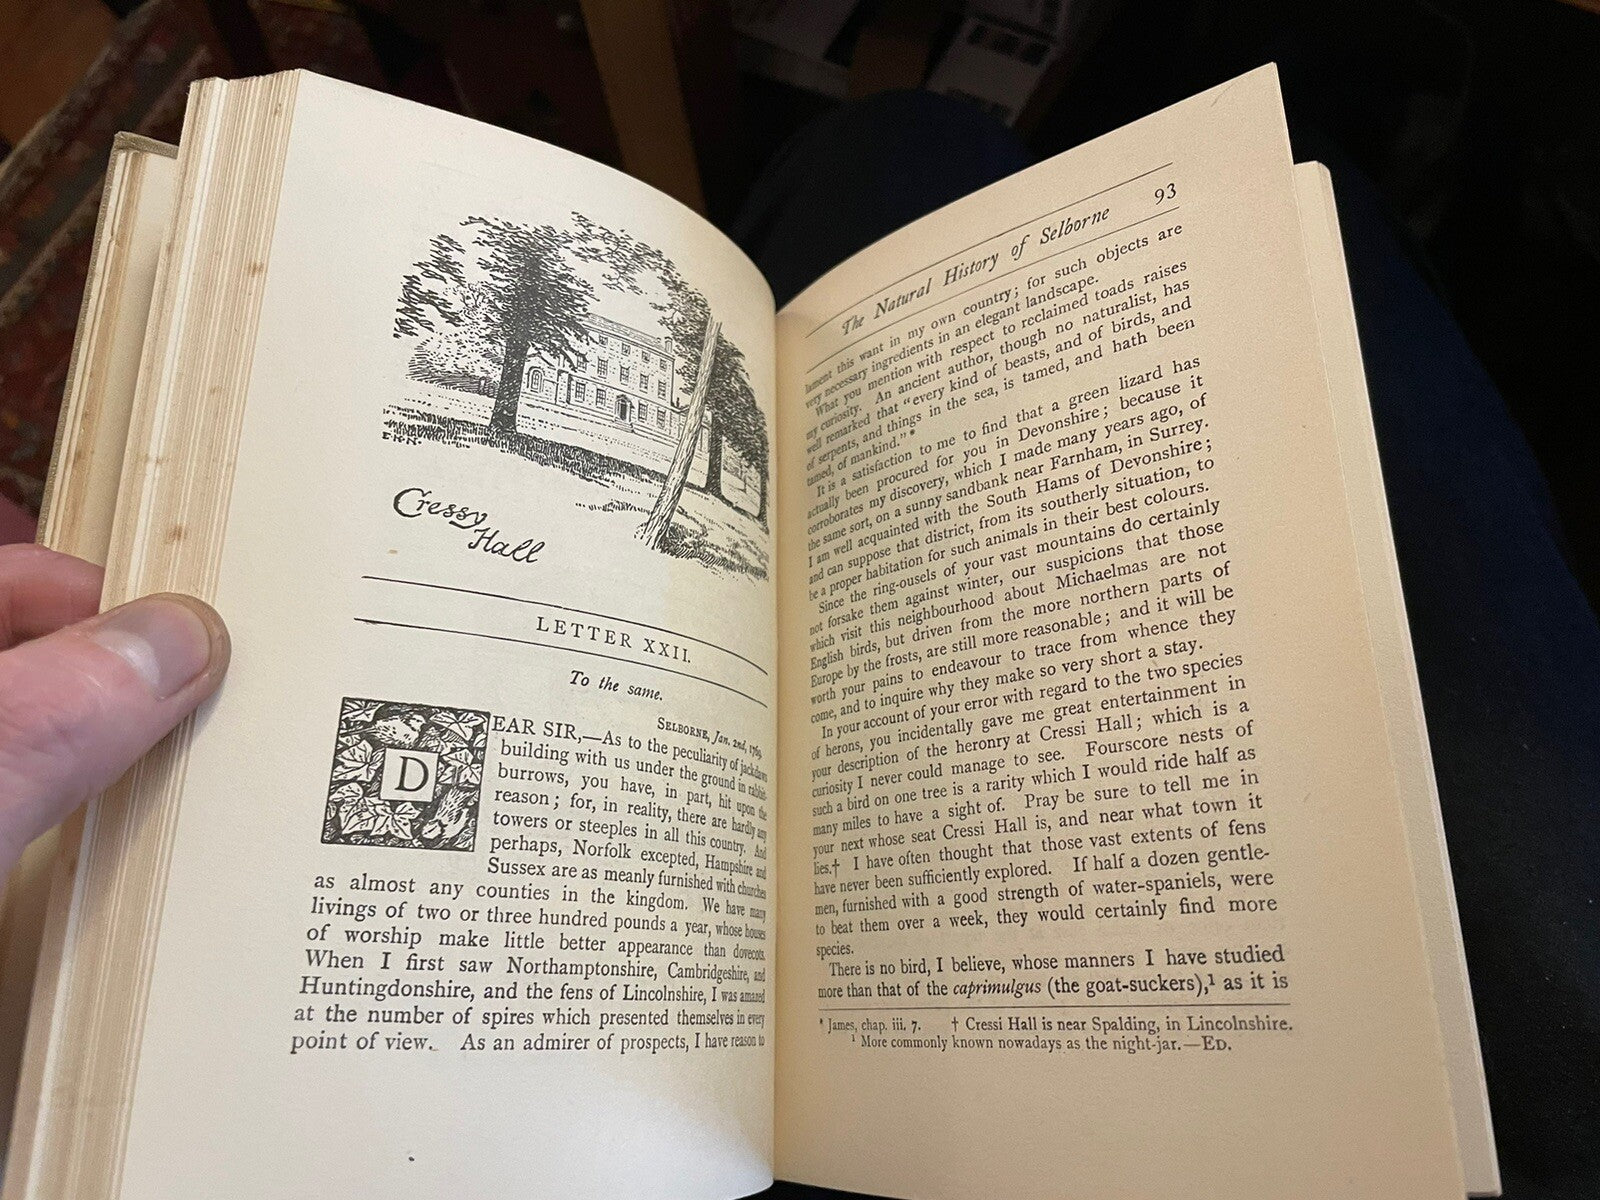 E.H.N.
Cressy
Hall
LETTER XXII.
To the same.
SELBORNE, Jan. 2nd, 1769.
DEAR SIR,—As to the peculiarity of jackdaws
building with us under the ground in rabbit-
burrows, you have, in part, hit upon the
reason; for, in reality, there are hardly any
towers or steeples in all this country. And
perhaps, Norfolk excepted, Hampshire and
Sussex are as meanly furnished with churches
as almost any counties in the kingdom. We have many
livings of two or three hundred pounds a year, whose houses
of worship make little better appearance than dovecots.
When I first saw Northamptonshire, Cambridgeshire, and
Huntingdonshire, and the fens of Lincolnshire, I was amazed
at the number of spires which presented themselves in every
point of view. As an admirer of prospects, I have reason to
The Natural History of Selborne 93
lament this want in my own country; for such objects are
very necessary ingredients in an elegant landscape.
What you mention with respect to reclaimed toads raises
my curiosity. An ancient author, though no naturalist, has
well remarked that "every kind of beasts, and of birds, and
of serpents, and things in the sea, is tamed, and hath been
tamed, of mankind."*
It is a satisfaction to me to find that a green lizard has
actually been procured for you in Devonshire; because it
corroborates my discovery, which I made many years ago, of
the same sort, on a sunny sandbank near Farnham, in Surrey.
I am well acquainted with the South Hams of Devonshire;
and can suppose that district, from its southerly situation, to
be a proper habitation for such animals in their best colours.
Since the ring-ousels of your vast mountains do certainly
not forsake them against winter, our suspicions that those
which visit this neighbourhood about Michaelmas are not
English birds, but driven from the more northern parts of
Europe by the frosts, are still more reasonable; and it will be
worth your pains to endeavour to trace from whence they
come, and to inquire why they make so very short a stay.
In your account of your error with regard to the two species
of herons, you incidentally gave me great entertainment in
your description of the heronry at Cressi Hall; which is a
curiosity I never could manage to see. Fourscore nests of
such a bird on one tree is a rarity which I would ride half as
many miles to have a sight of. Pray be sure to tell me in
your next whose seat Cressi Hall is, and near what town it
lies.† I have often thought that those vast extents of fens
have never been sufficiently explored. If half a dozen gentle-
men, furnished with a good strength of water-spaniels, were
to beat them over a week, they would certainly find more
species.
There is no bird, I believe, whose manners I have studied
more than that of the caprimulgus (the goat-suckers),¹ as it is
* James, chap. iii. 7. † Cressi Hall is near Spalding, in Lincolnshire.
¹ More commonly known nowadays as the night-jar.—ED.